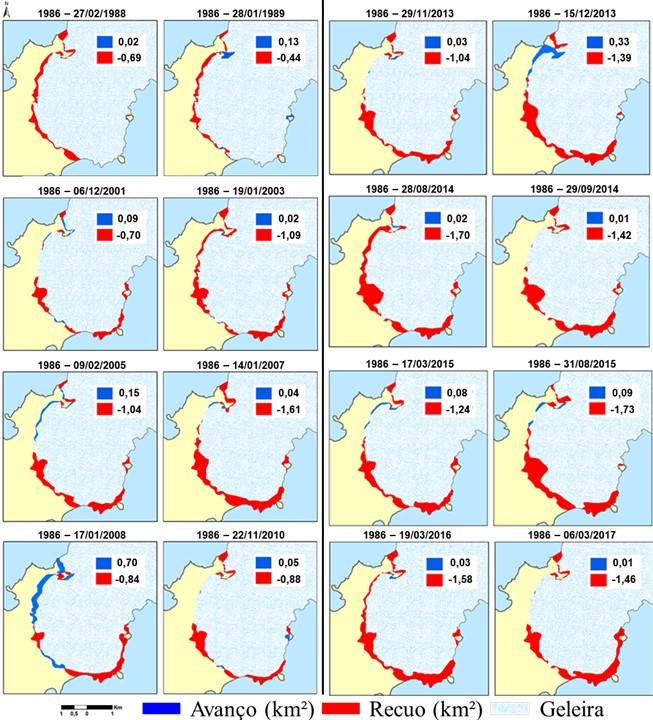 N
1986 – 27/02/1988
0,02
-0,69
1986 – 28/01/1989
0,13
-0,44
1986 – 29/11/2013
0,03
-1,04
1986 – 15/12/2013
0,33
-1,39
1986 – 06/12/2001
0,09
-0,70
1986 – 19/01/2003
0,02
-1,09
1986 – 28/08/2014
0,02
-1,70
1986 – 29/09/2014
0,01
-1,42
1986 – 09/02/2005
0,15
-1,04
1986 – 14/01/2007
0,04
-1,61
1986 – 17/03/2015
0,08
-1,24
1986 – 31/08/2015
0,09
-1,73
1986 – 17/01/2008
0,70
-0,84
1986 – 22/11/2010
0,05
-0,88
1986 – 19/03/2016
0,03
-1,58
1986 – 06/03/2017
0,01
-1,46
Km
1 0,5 0 1
Avanço (km²) Recuo (km²) Geleira